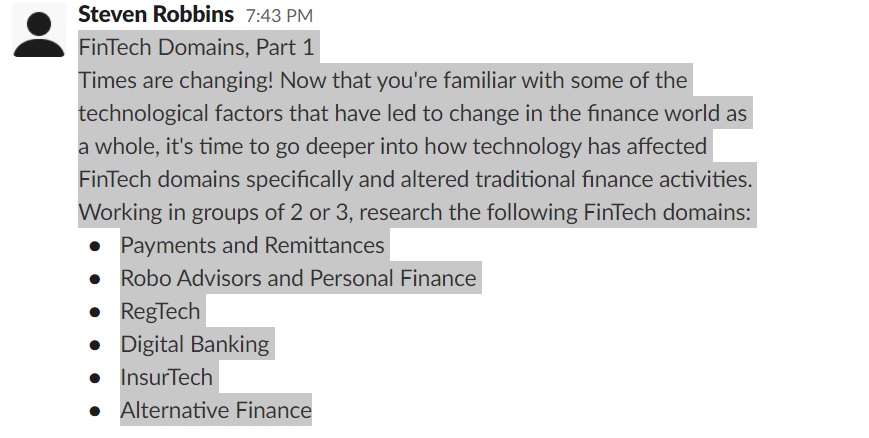 Steven Robbins 7:43 PM
FinTech Domains, Part 1
Times are changing! Now that you're familiar with some of the
technological factors that have led to change in the finance world as
a whole, it's time to go deeper into how technology has affected
FinTech domains specifically and altered traditional finance activities.
Working in groups of 2 or 3, research the following FinTech domains:
● Payments and Remittances
● Robo Advisors and Personal Finance
● RegTech
● Digital Banking
● InsurTech
● Alternative Finance